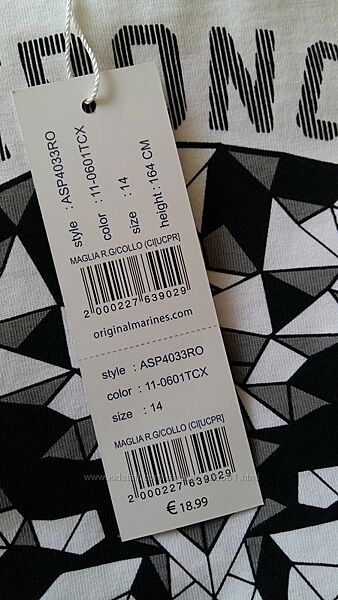 RONC
style : ASP4033RO
color : 11-0601TCX
size : 14
height : 164 CM
MAGLIA R.G/COLLO (CI[UCPR]
2 000227 639029
originalmarines.com
style : ASP4033RO
color : 11-0601TCX
size : 14
MAGLIA R.G/COLLO (CI[UCPR]
2 000227 639029
€ 18.99